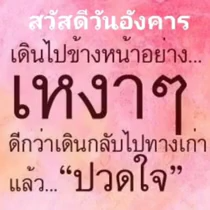 สวัสดีวันอังคาร
เดินไปข้างหน้าอย่าง...
เหงาๆ
ดีกว่าเดินกลับไปทางเก่า
แล้ว...“ปวดใจ”